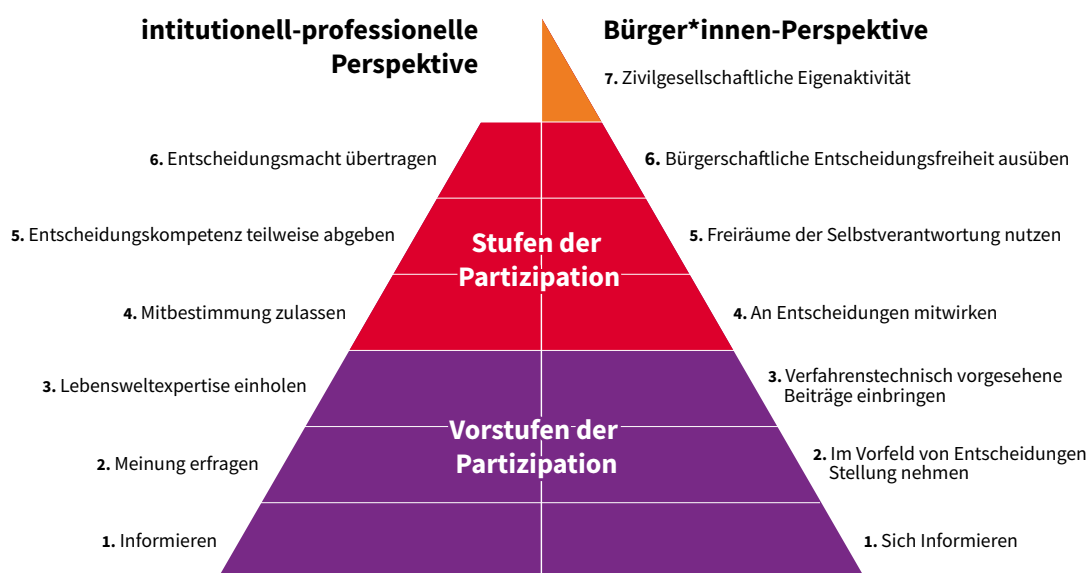 intitutionell-professionelle
Perspektive
Bürger*innen-Perspektive
7. Zivilgesellschaftliche Eigenaktivität
6. Entscheidungsmacht übertragen
6. Bürgerschaftliche Entscheidungsfreiheit ausüben
5. Entscheidungskompetenz teilweise abgeben
5. Freiräume der Selbstverantwortung nutzen
Stufen der
Partizipation
4. Mitbestimmung zulassen
4. An Entscheidungen mitwirken
3. Lebensweltexpertise einholen
3. Verfahrenstechnisch vorgesehene
Beiträge einbringen
Vorstufen der
Partizipation
2. Meinung erfragen
2. Im Vorfeld von Entscheidungen
Stellung nehmen
1. Informieren
1. Sich Informieren